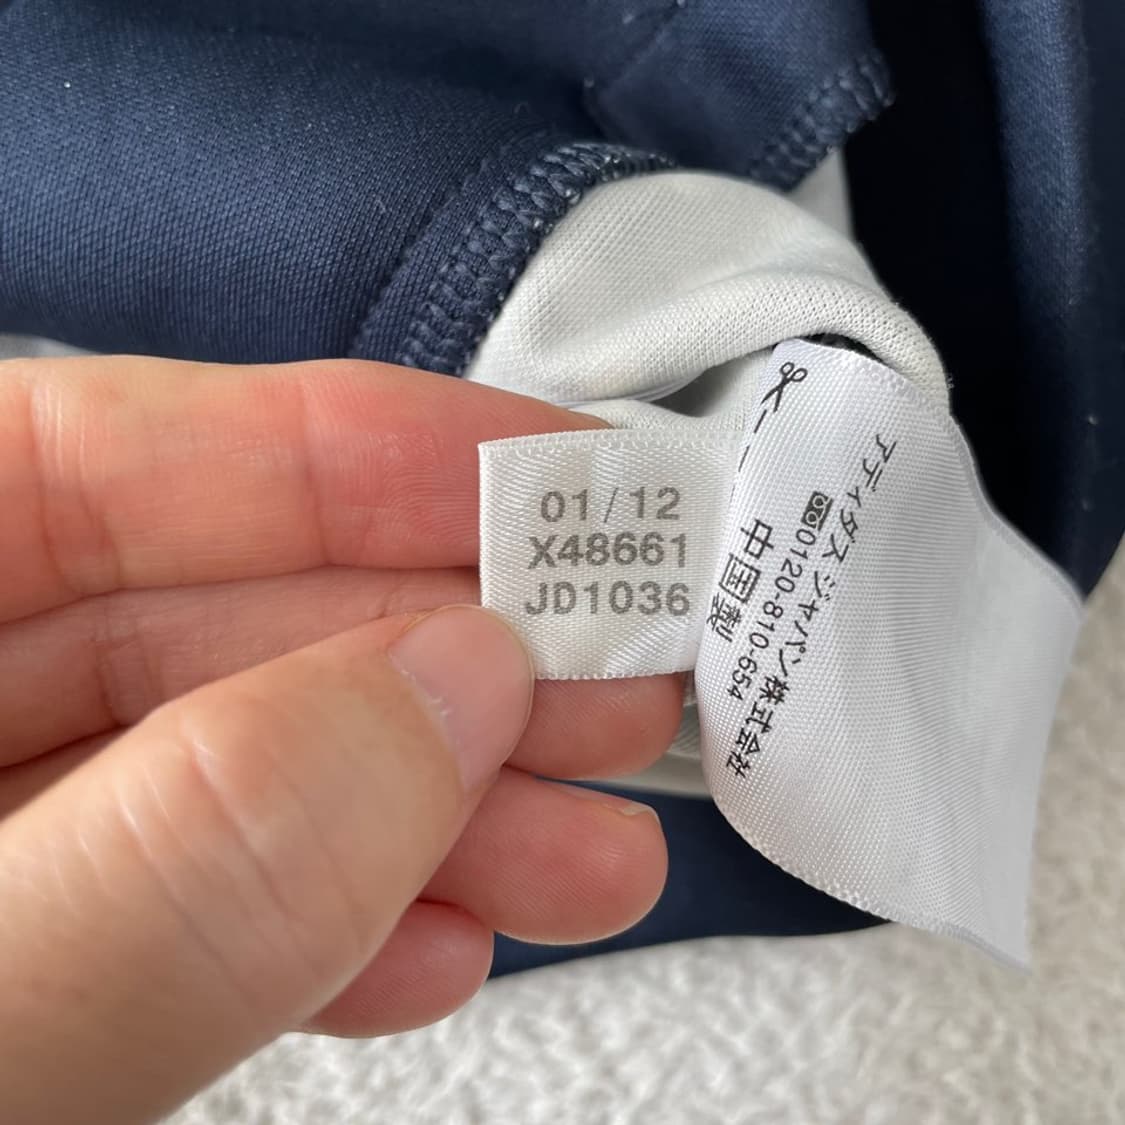 01/12
X48661
JD1036
アディダス ジャパン株式会社
0120-810-654
中国製